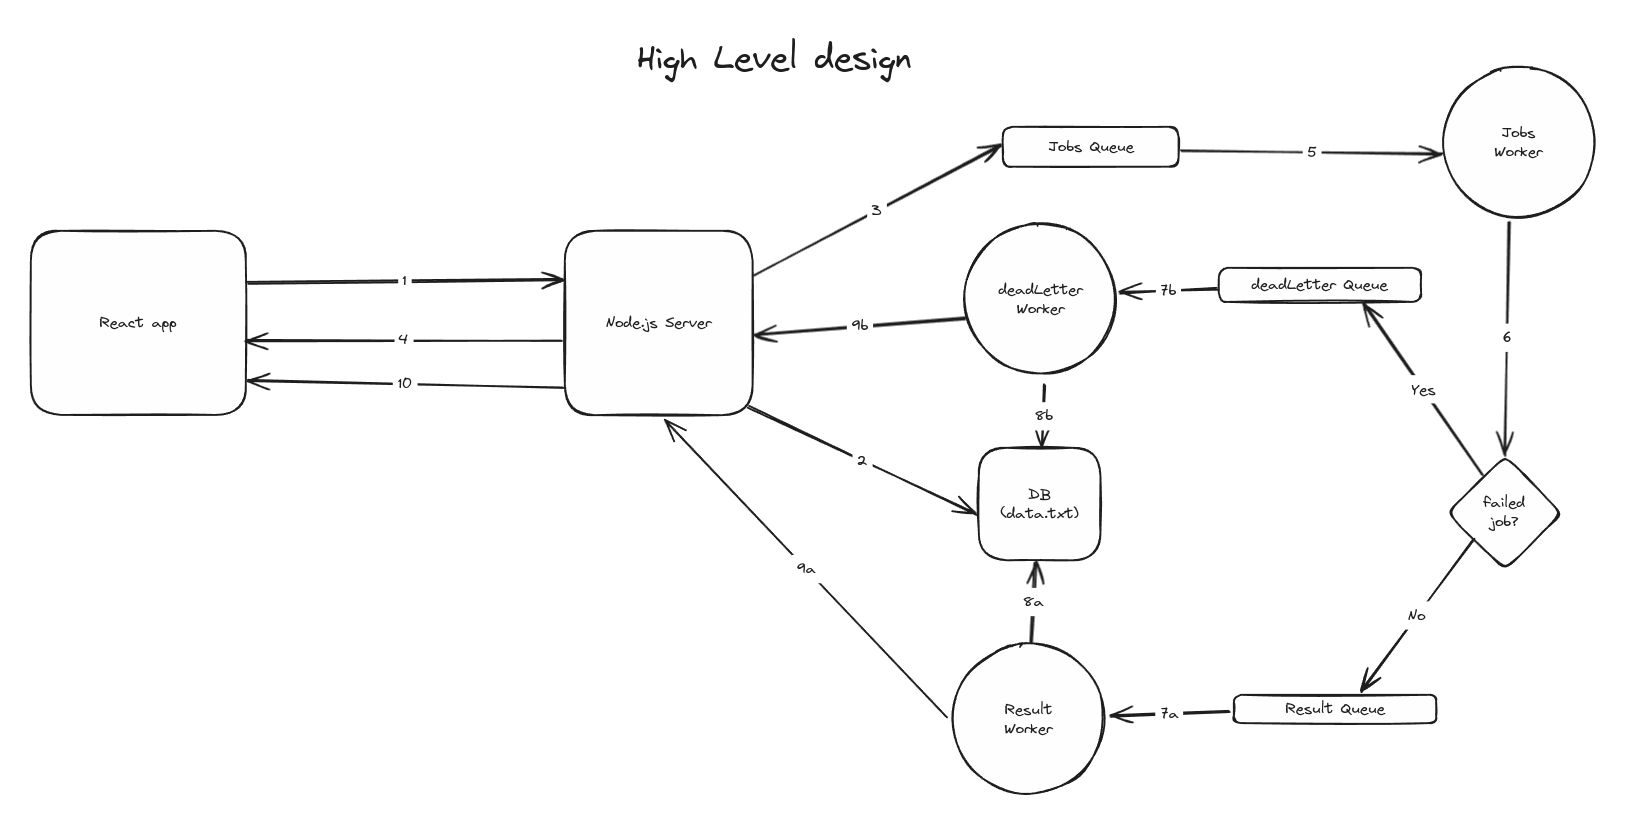 High Level design
Jobs
Worker
Jobs Queue
5
3
deadLetter
Worker
7b
deadLetter Queue
1
React app
Node.js Server
9b
6
4
10
Yes
8b
2
DB
(data.txt)
failed
job?
9a
8a
No
Result
Worker
7a
Result Queue